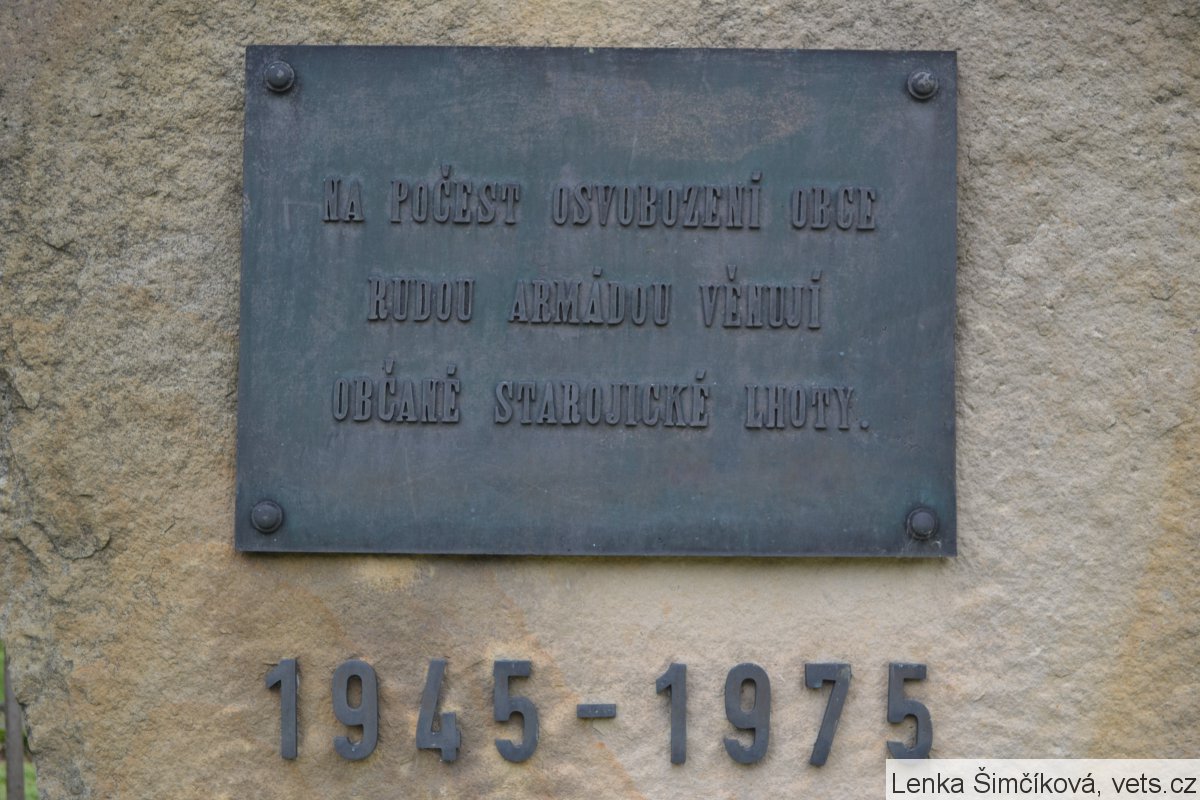 NA POČEST OSVOBOZENÍ OBCE
RUDOU ARMÁDOU VĚNUJÍ
OBČANÉ STAROJICKÉ LHOTY.
1945-1975
Lenka Šimčíková, vets.cz